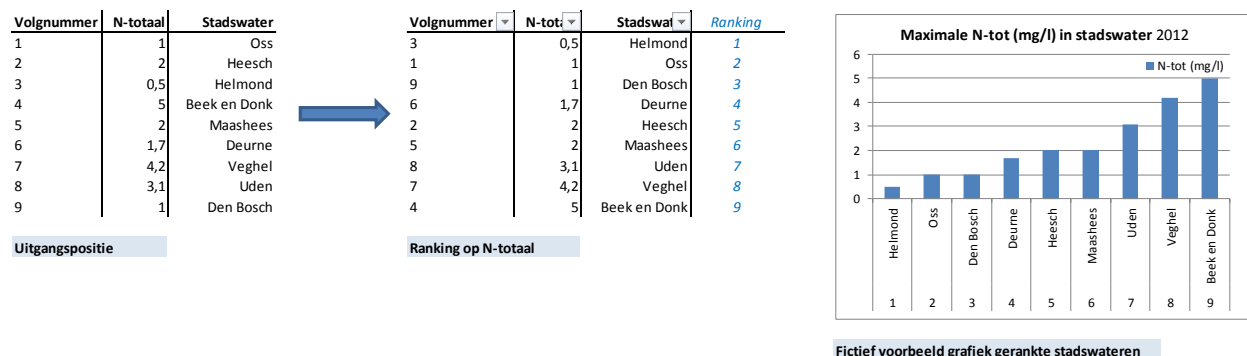 Volgnummer N-totaal Stadswater
1 1 Oss
2 2 Heesch
3 0,5 Helmond
4 5 Beek en Donk
5 2 Maashees
6 1,7 Deurne
7 4,2 Veghel
8 3,1 Uden
9 1 Den Bosch
Uitgangspositie
Volgnummer N-tota Stadswat Ranking
3 0,5 Helmond 1
1 1 Oss 2
9 1 Den Bosch 3
6 1,7 Deurne 4
2 2 Heesch 5
5 2 Maashees 6
8 3,1 Uden 7
7 4,2 Veghel 8
4 5 Beek en Donk 9
Ranking op N-totaal
Maximale N-tot (mg/l) in stadswater 2012
N-tot (mg/l)
6
5
4
3
2
1
0
Helmond Oss Den Bosch Deurne Heesch Maashees Uden Veghel Beek en Donk
1 2 3 4 5 6 7 8 9
Fictief voorbeeld grafiek gerankte stadswateren